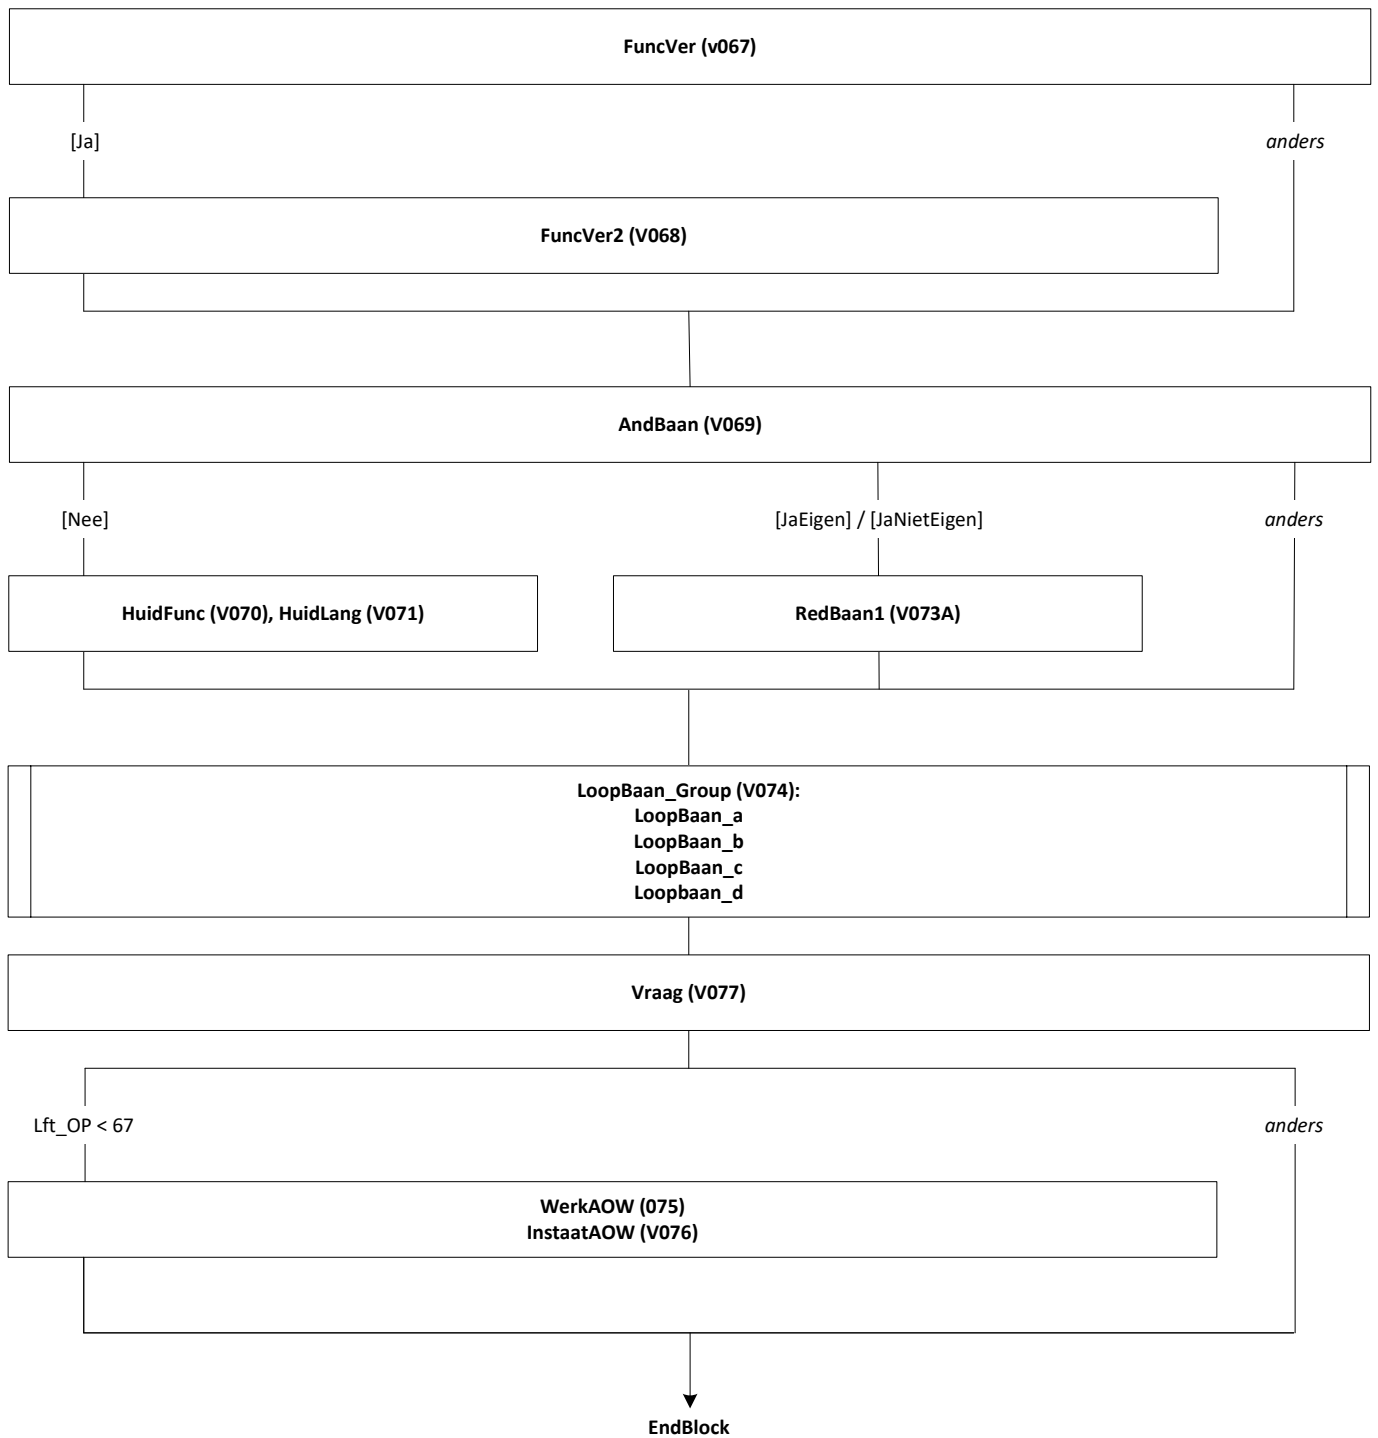 FuncVer (v067)
[Ja]
anders
FuncVer2 (V068)
AndBaan (V069)
[Nee]
[JaEigen] / [JaNietEigen]
anders
HuidFunc (V070), HuidLang (V071)
RedBaan1 (V073A)
LoopBaan_Group (V074):
LoopBaan_a
LoopBaan_b
LoopBaan_c
Loopbaan_d
Vraag (V077)
Lft_OP < 67
anders
WerkAOW (075)
InstaatAOW (V076)
EndBlock